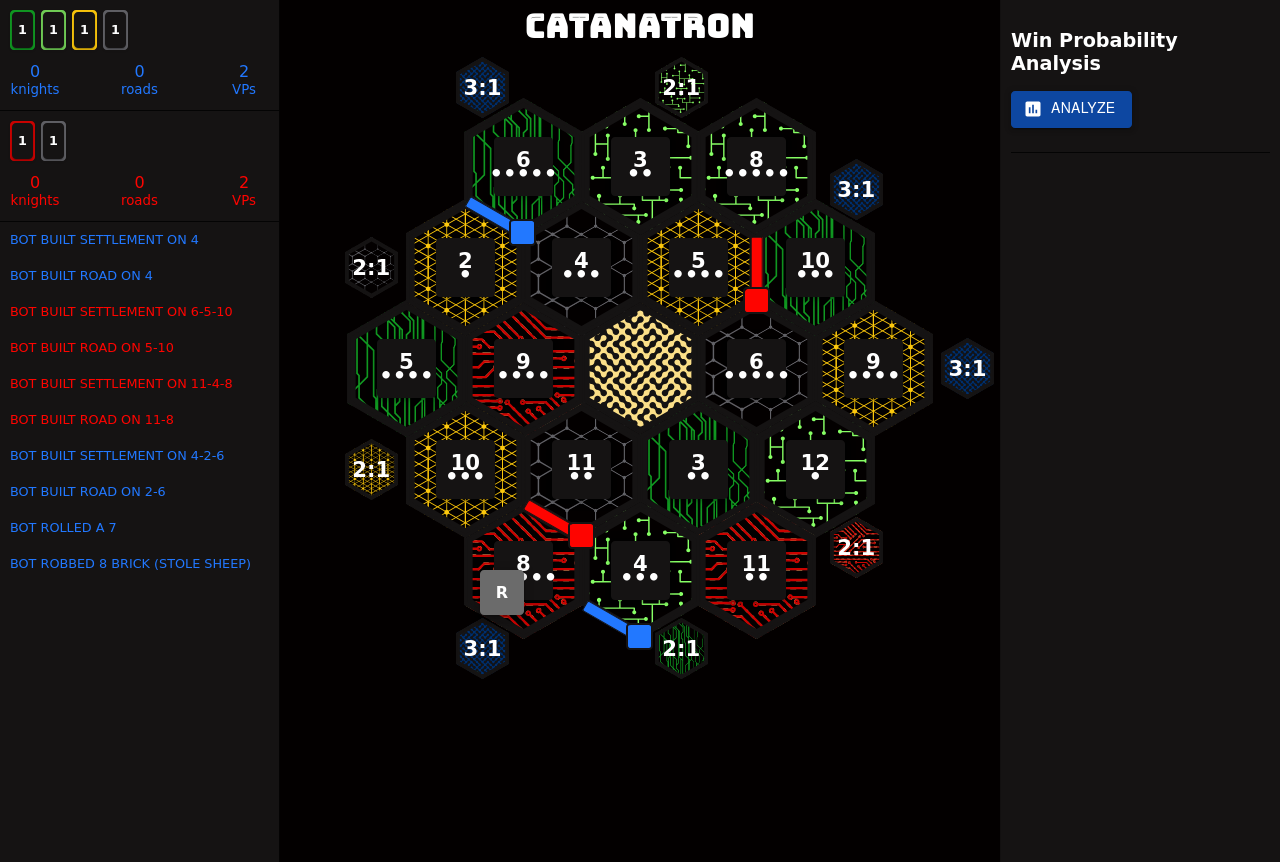 1 1 1 1
0 0 2
knights roads VPs
1 1
0 0 2
knights roads VPs
BOT BUILT SETTLEMENT ON 4
BOT BUILT ROAD ON 4
BOT BUILT SETTLEMENT ON 6-5-10
BOT BUILT ROAD ON 5-10
BOT BUILT SETTLEMENT ON 11-4-8
BOT BUILT ROAD ON 11-8
BOT BUILT SETTLEMENT ON 4-2-6
BOT BUILT ROAD ON 2-6
BOT ROLLED A 7
BOT ROBBED 8 BRICK (STOLE SHEEP)
CATANATRON
3:1 2:1
6 3 8
3:1
2:1 2 4 5 10
5 9 6 9 3:1
2:1 10 11 3 12
2:1
8 4 11
R
3:1 2:1
Win Probability
Analysis
ANALYZE